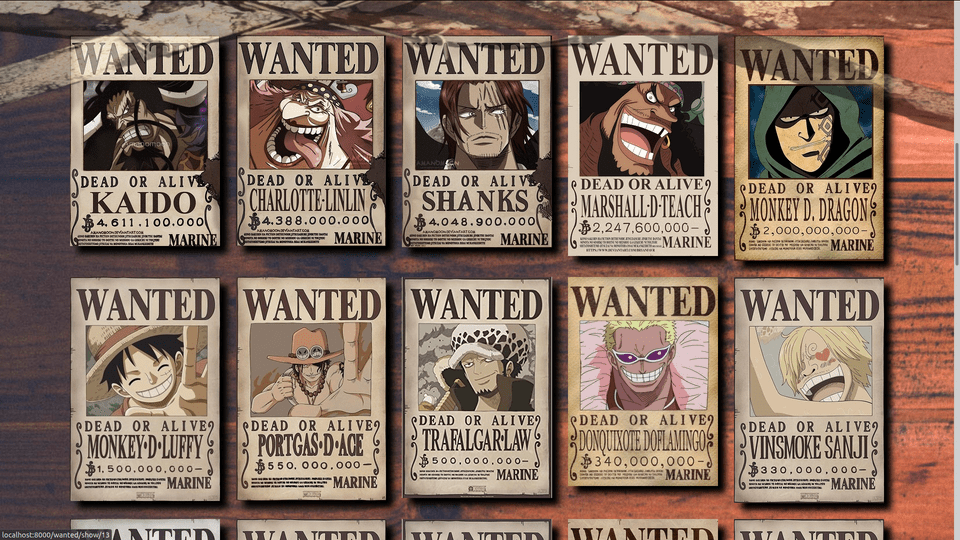 WANTED
DEAD OR ALIVE
KAIDO
4,611,100,000
MARINE
WANTED
DEAD OR ALIVE
CHARLOTTE·LINLIN
4,388,000,000
MARINE
WANTED
DEAD OR ALIVE
SHANKS
4,048,900,000
MARINE
WANTED
DEAD OR ALIVE
MARSHALL·D·TEACH
2,247,600,000—
MARINE
WANTED
DEAD OR ALIVE
MONKEY D. DRAGON
2,000,000,000—
MARINE
WANTED
DEAD OR ALIVE
MONKEY·D·LUFFY
1,500,000,000—
MARINE
WANTED
DEAD OR ALIVE
PORTGAS·D·ACE
550,000,000—
MARINE
WANTED
DEAD OR ALIVE
TRAFALGAR·LAW
500,000,000—
MARINE
WANTED
DEAD OR ALIVE
DONQUIXOTE DOFLAMINGO
340,000,000—
MARINE
WANTED
DEAD OR ALIVE
VINSMOKE SANJI
330,000,000—
MARINE
localhost:8000/wanted/show/13